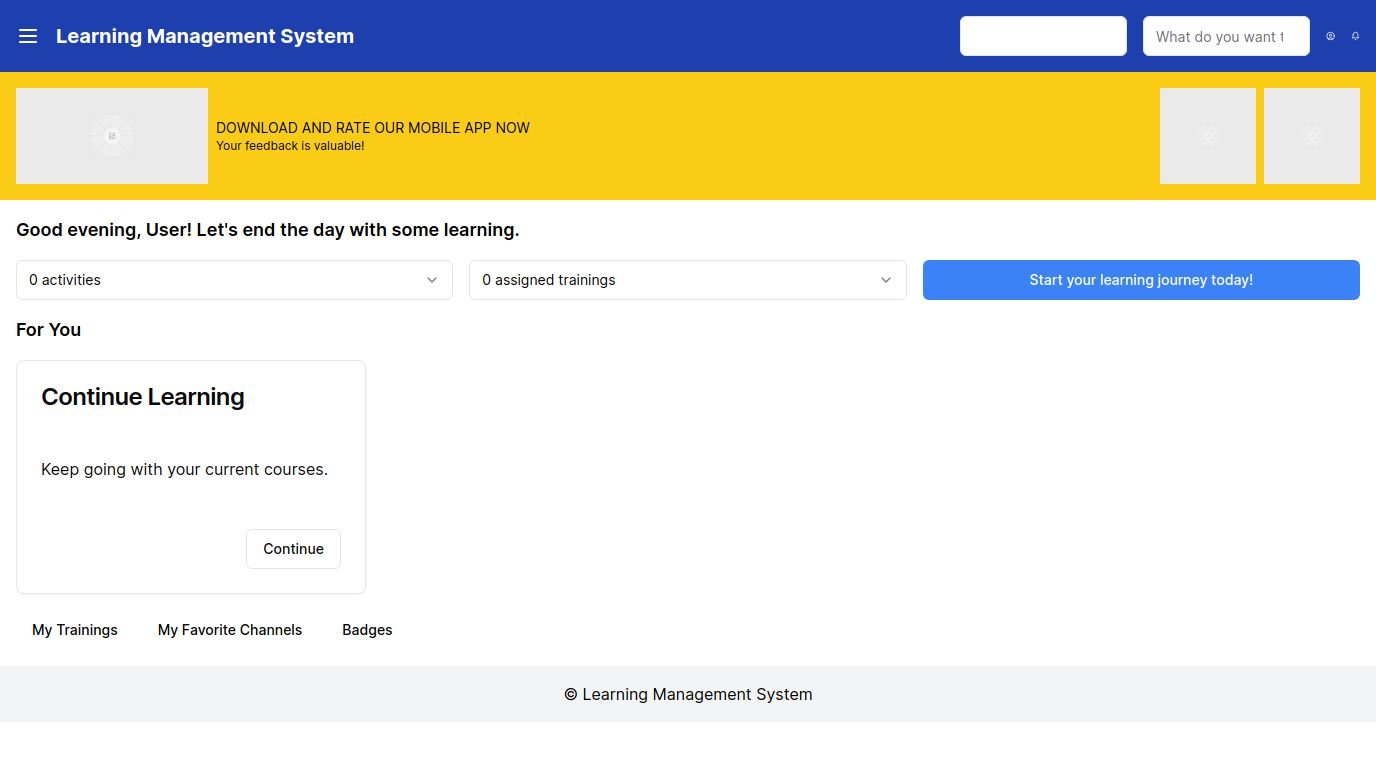 Learning Management System
What do you want t
DOWNLOAD AND RATE OUR MOBILE APP NOW
Your feedback is valuable!
Good evening, User! Let's end the day with some learning.
0 activities
0 assigned trainings
Start your learning journey today!
For You
Continue Learning
Keep going with your current courses.
Continue
My Trainings
My Favorite Channels
Badges
© Learning Management System